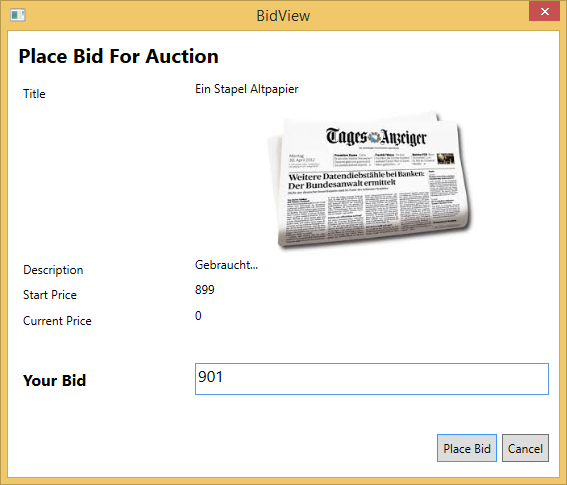 BidView
Place Bid For Auction
Title
Ein Stapel Altpapier
Tages Anzeiger
Weitere Datendiebstähle bei Banken:
Der Bundesanwalt ermittelt
Description
Gebraucht...
Start Price
899
Current Price
0
Your Bid
901
Place Bid
Cancel